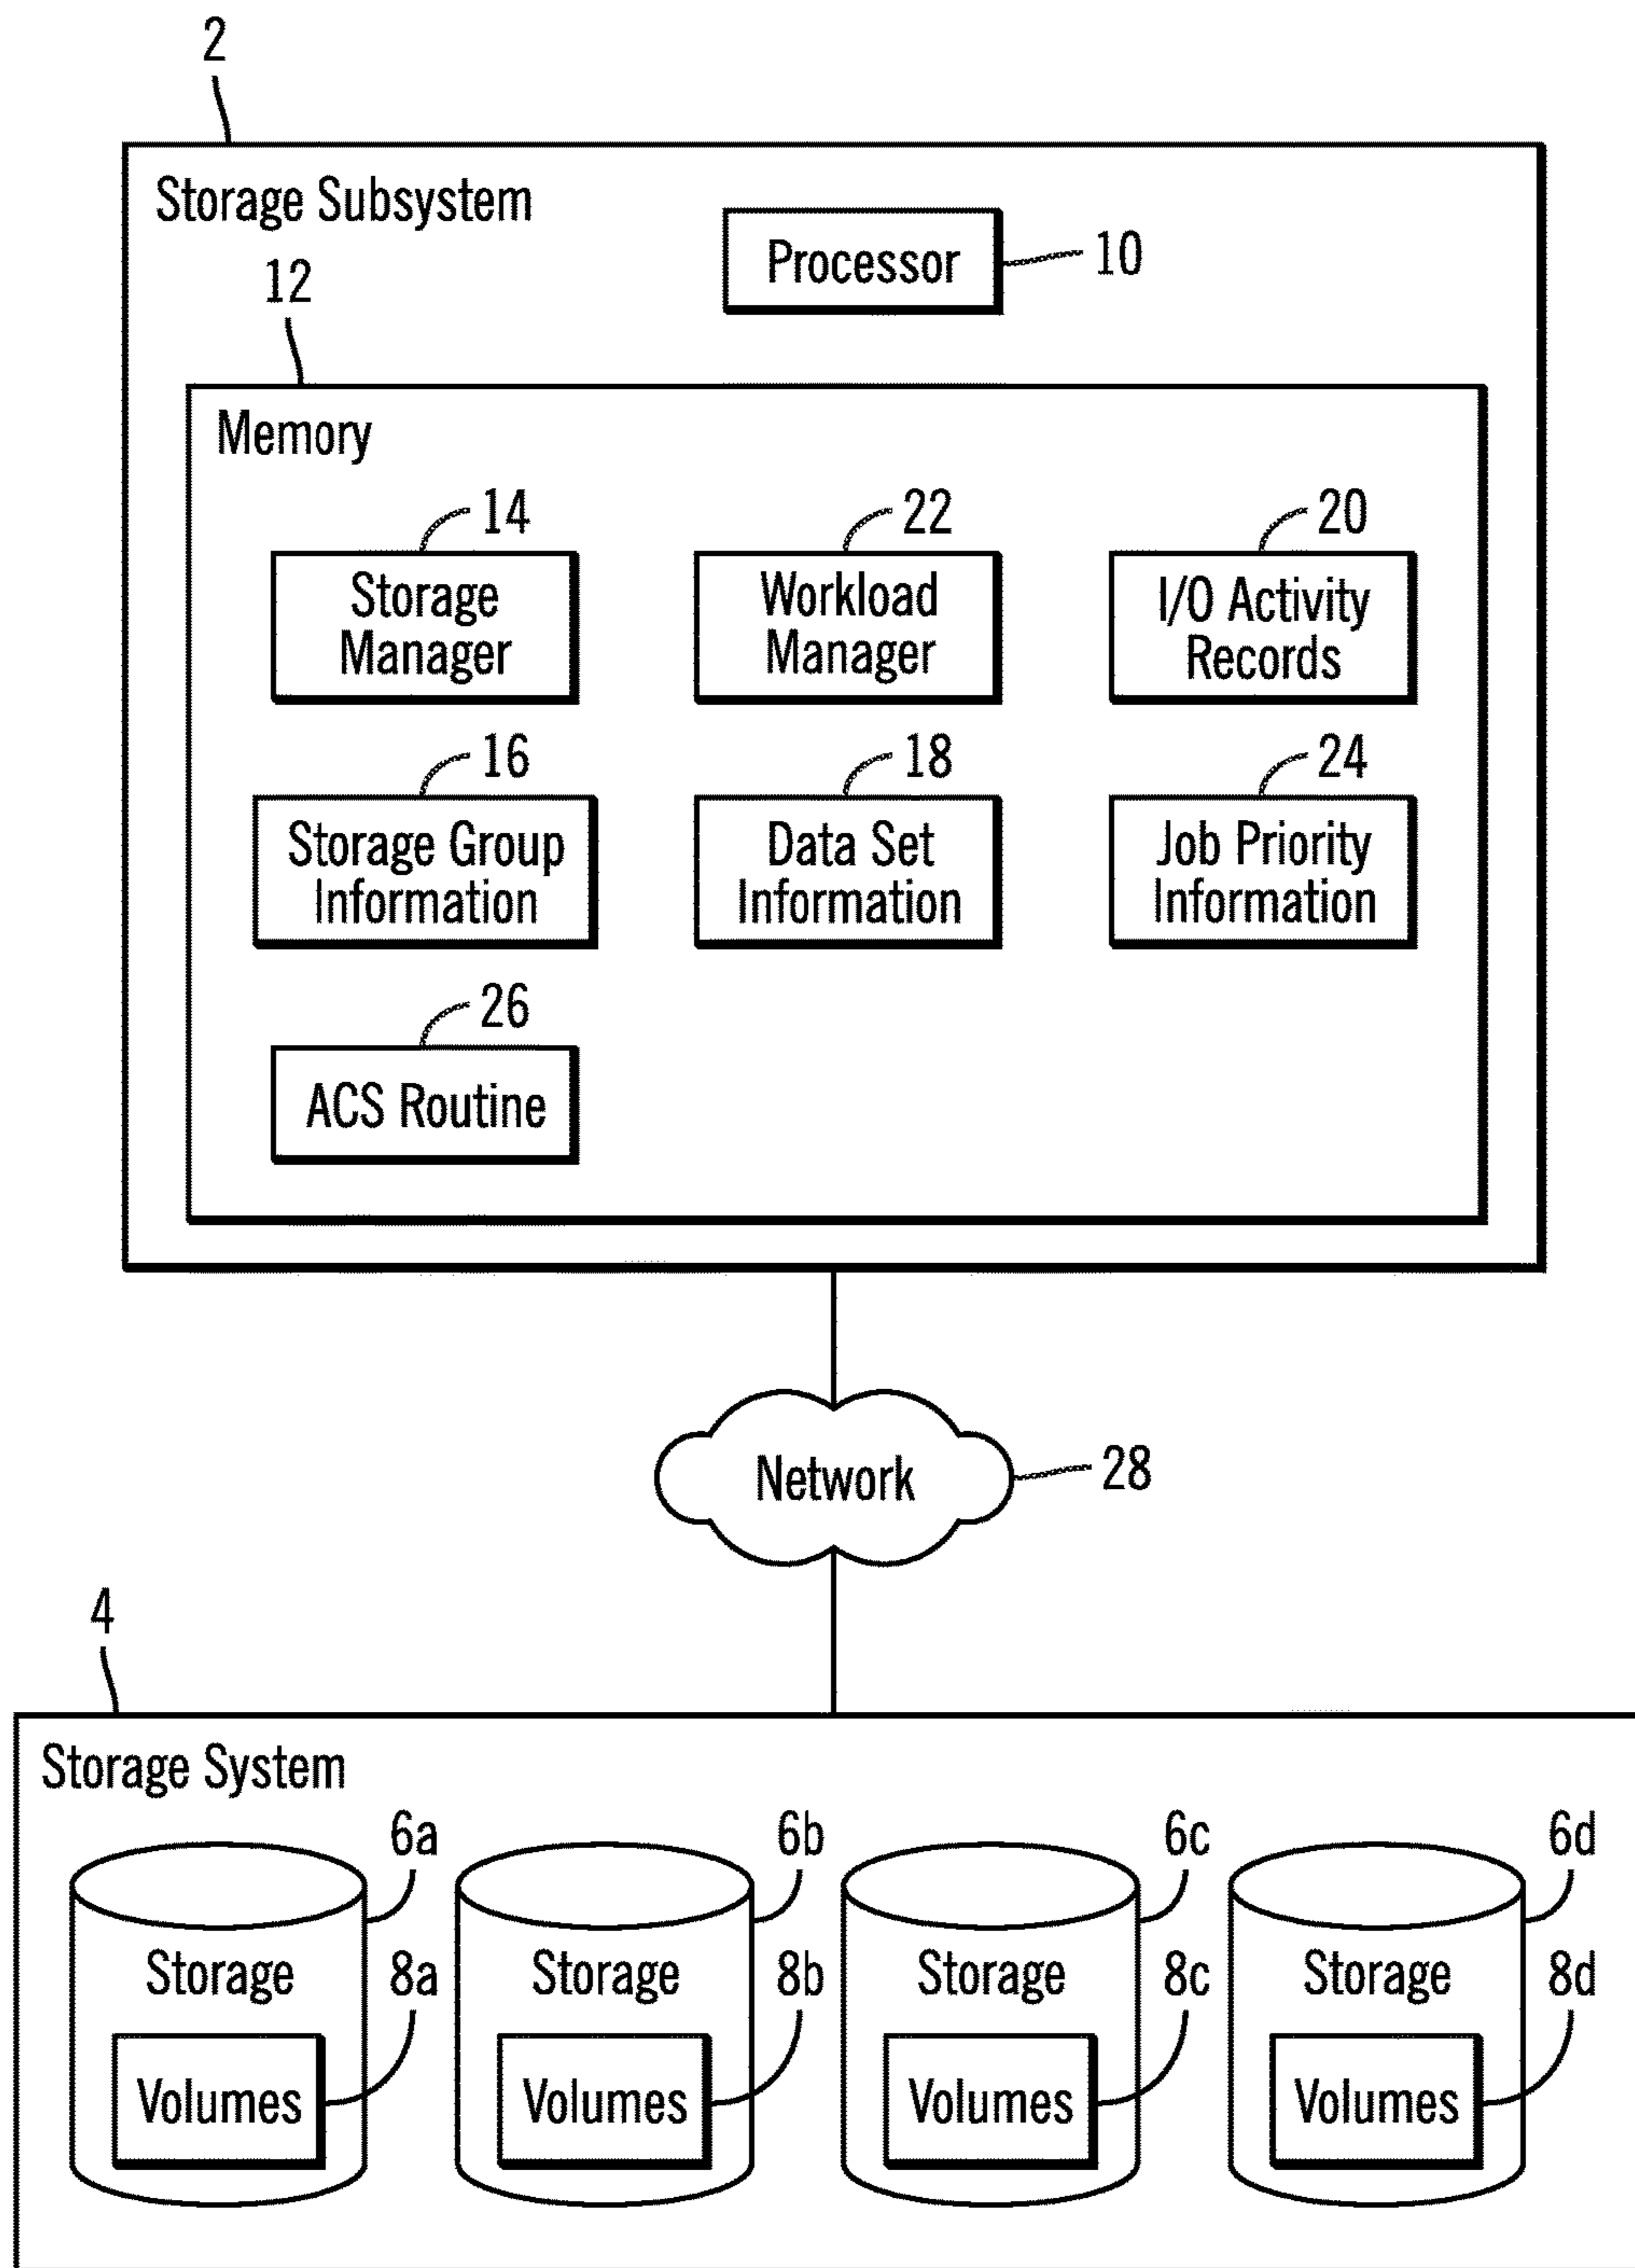 2
Storage Subsystem
Processor
10
12
Memory
14
22
20
Storage
Manager
Workload
Manager
I/O Activity
Records
16
18
24
Storage Group
Information
Data Set
Information
Job Priority
Information
26
ACS Routine
Network
28
4
Storage System
6a
6b
6c
6d
Storage
8a
Storage
8b
Storage
8c
Storage
8d
Volumes
Volumes
Volumes
Volumes